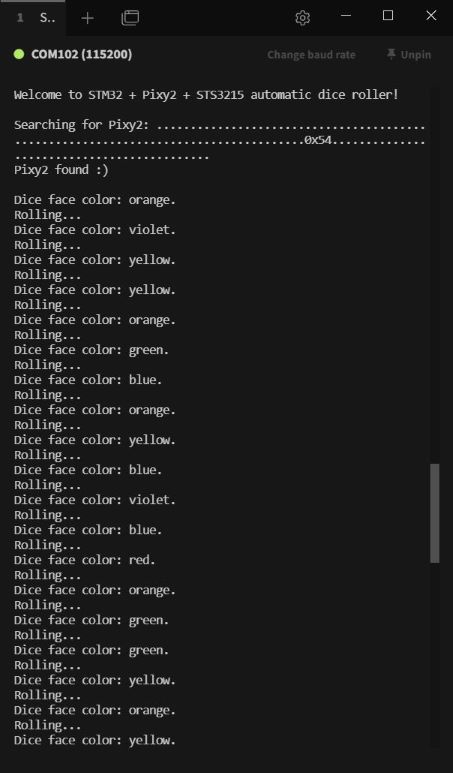 1 S..
COM102 (115200) Change baud rate Unpin
Welcome to STM32 + Pixy2 + STS3215 automatic dice roller!
Searching for Pixy2: ........................................
...........................................0x54..............
.............................
Pixy2 found :)
Dice face color: orange.
Rolling...
Dice face color: violet.
Rolling...
Dice face color: yellow.
Rolling...
Dice face color: yellow.
Rolling...
Dice face color: orange.
Rolling...
Dice face color: green.
Rolling...
Dice face color: blue.
Rolling...
Dice face color: orange.
Rolling...
Dice face color: yellow.
Rolling...
Dice face color: blue.
Rolling...
Dice face color: violet.
Rolling...
Dice face color: blue.
Rolling...
Dice face color: red.
Rolling...
Dice face color: orange.
Rolling...
Dice face color: green.
Rolling...
Dice face color: green.
Rolling...
Dice face color: yellow.
Rolling...
Dice face color: orange.
Rolling...
Dice face color: yellow.